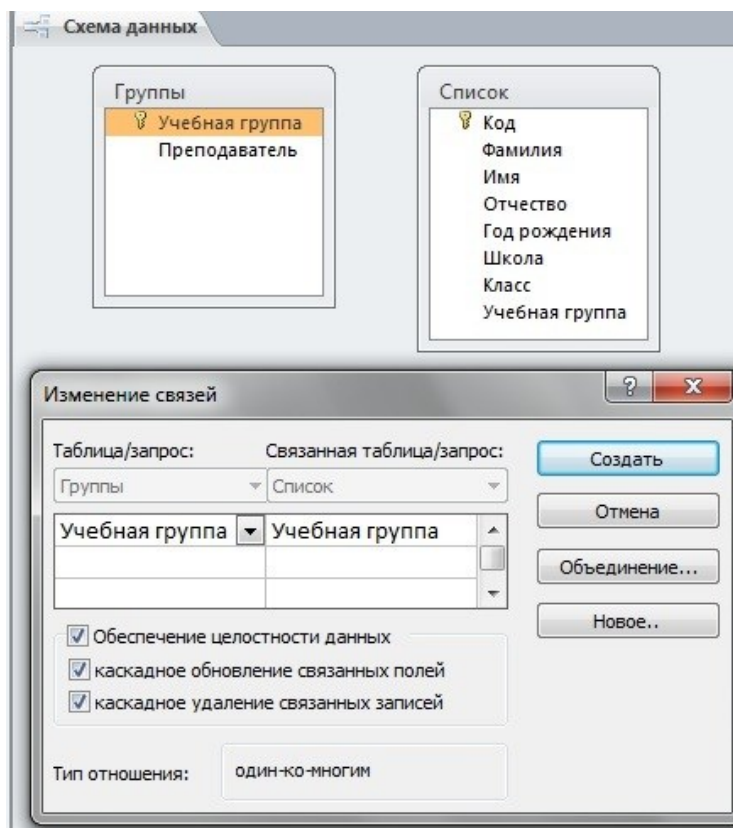 Схема данных
Группы
Учебная группа
Преподаватель
Список
Код
Фамилия
Имя
Отчество
Год рождения
Школа
Класс
Учебная группа
Изменение связей
?
Таблица/запрос: Связанная таблица/запрос:
Группы Список
Учебная группа Учебная группа
Создать
Отмена
Объединение...
Новое..
Обеспечение целостности данных
каскадное обновление связанных полей
каскадное удаление связанных записей
Тип отношения: один-ко-многим